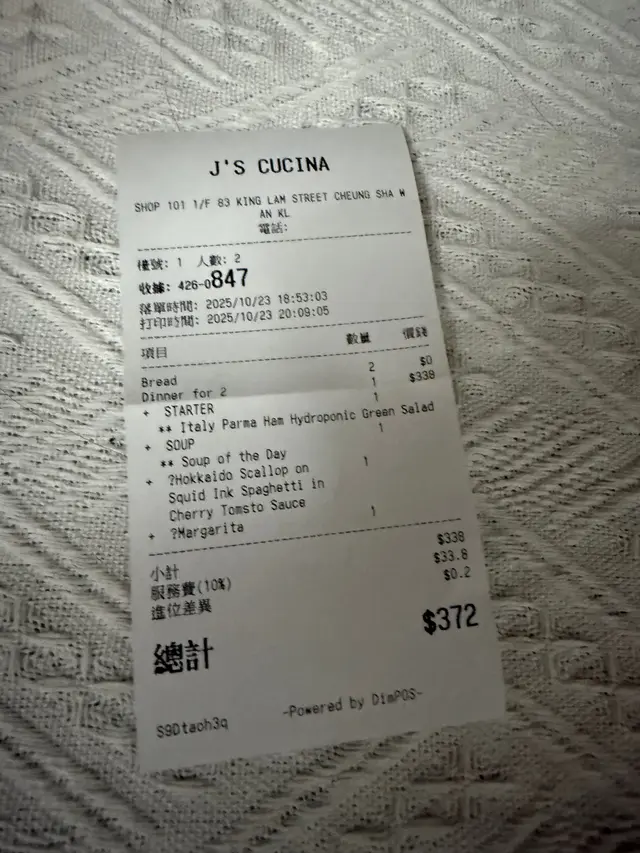 J'S CUCINA
SHOP 101 1/F 83 KING LAM STREET CHEUNG SHA W
AN KL
電話:
檯號: 1 人數: 2
收據: 426-0847
落單時間: 2025/10/23 18:53:03
打印時間: 2025/10/23 20:09:05
項目 數量 價錢
Bread 2 $0
Dinner for 2 1 $338
+ STARTER 1
** Italy Parma Ham Hydroponic Green Salad
+ SOUP 1
** Soup of the Day
+ ?Hokkaido Scallop on 1
Squid Ink Spaghetti in
Cherry Tomsto Sauce
+ ?Margarita 1
小計 $338
服務費(10%) $33.8
進位差異 $0.2
總計 $372
S9Dtaoh3q -Powered by DimPOS-